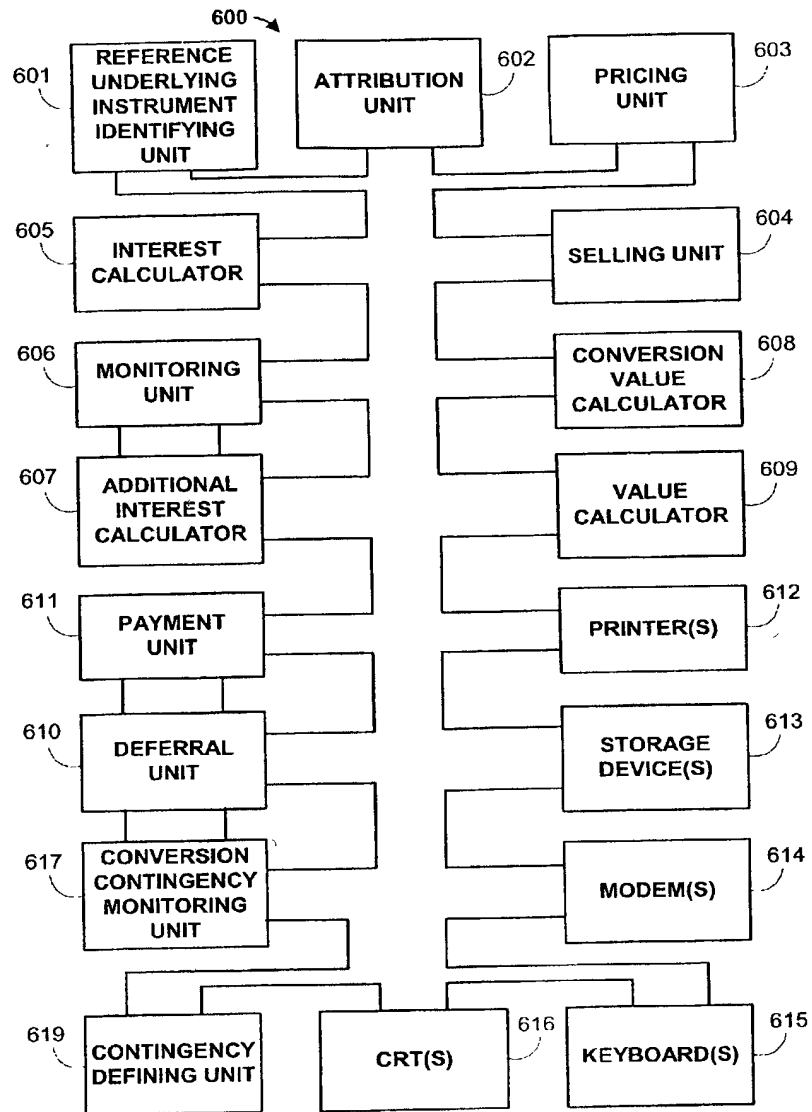 600
601
REFERENCE
UNDERLYING
INSTRUMENT
IDENTIFYING
UNIT
ATTRIBUTION
UNIT
602
PRICING
UNIT
603
605
INTEREST
CALCULATOR
SELLING UNIT
604
606
MONITORING
UNIT
CONVERSION
VALUE
CALCULATOR
608
607
ADDITIONAL
INTEREST
CALCULATOR
VALUE
CALCULATOR
609
611
PAYMENT
UNIT
PRINTER(S)
612
610
DEFERRAL
UNIT
STORAGE
DEVICE(S)
613
617
CONVERSION
CONTINGENCY
MONITORING
UNIT
MODEM(S)
614
619
CONTINGENCY
DEFINING UNIT
CRT(S)
616
KEYBOARD(S)
615